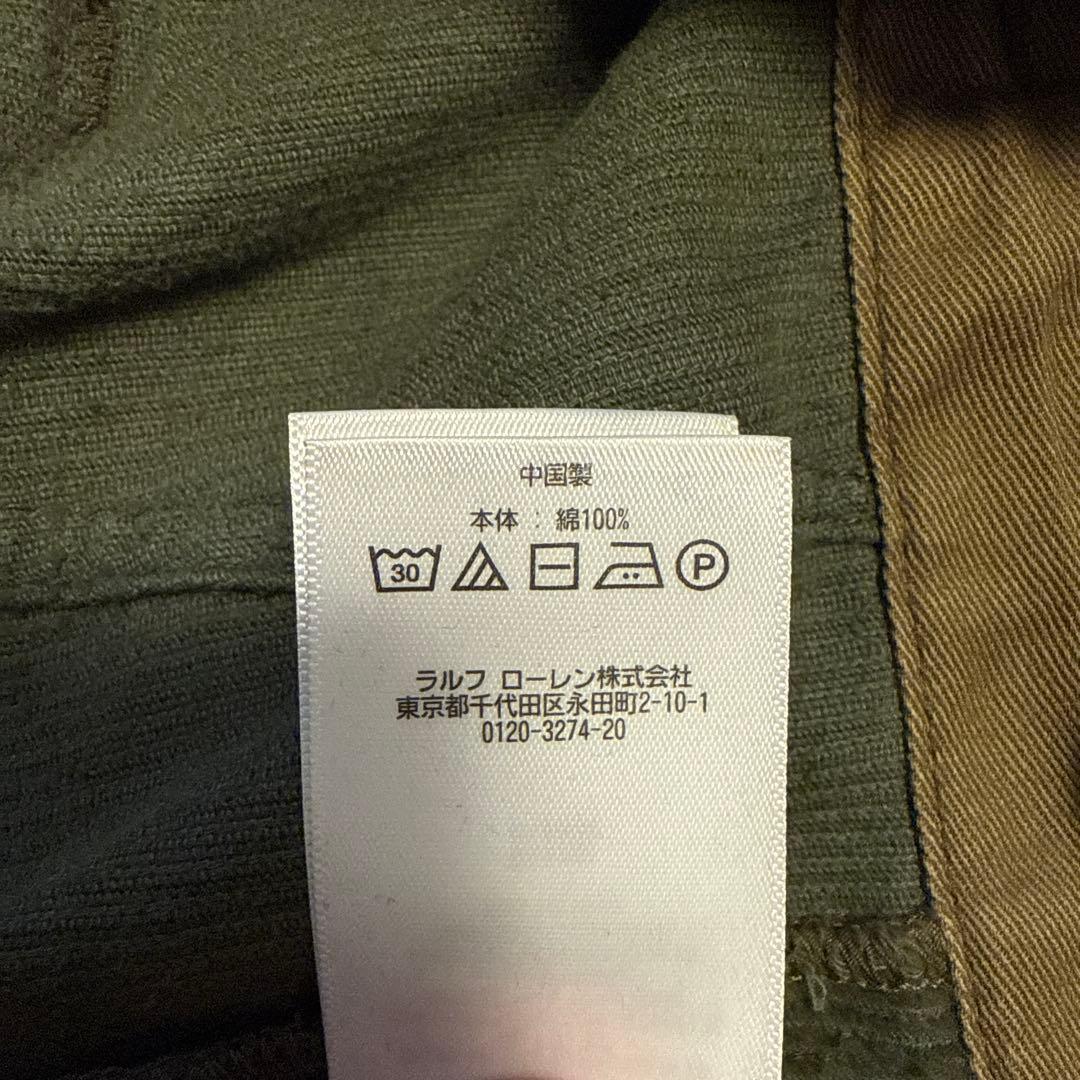 中国製
本体 : 綿100%
30 P
ラルフ ローレン株式会社
東京都千代田区永田町2-10-1
0120-3274-20